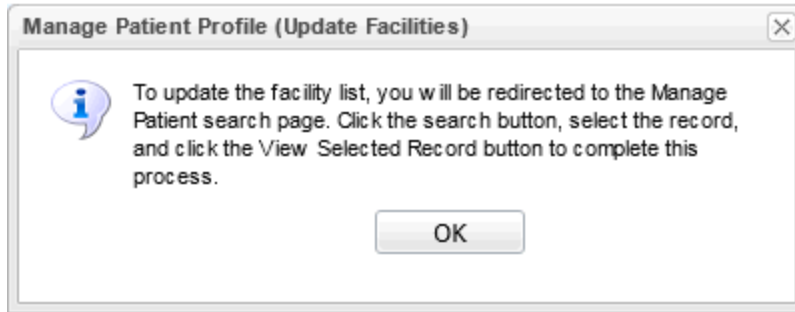 Manage Patient Profile (Update Facilities)
To update the facility list, you will be redirected to the Manage
Patient search page. Click the search button, select the record,
and click the View Selected Record button to complete this
process.
OK